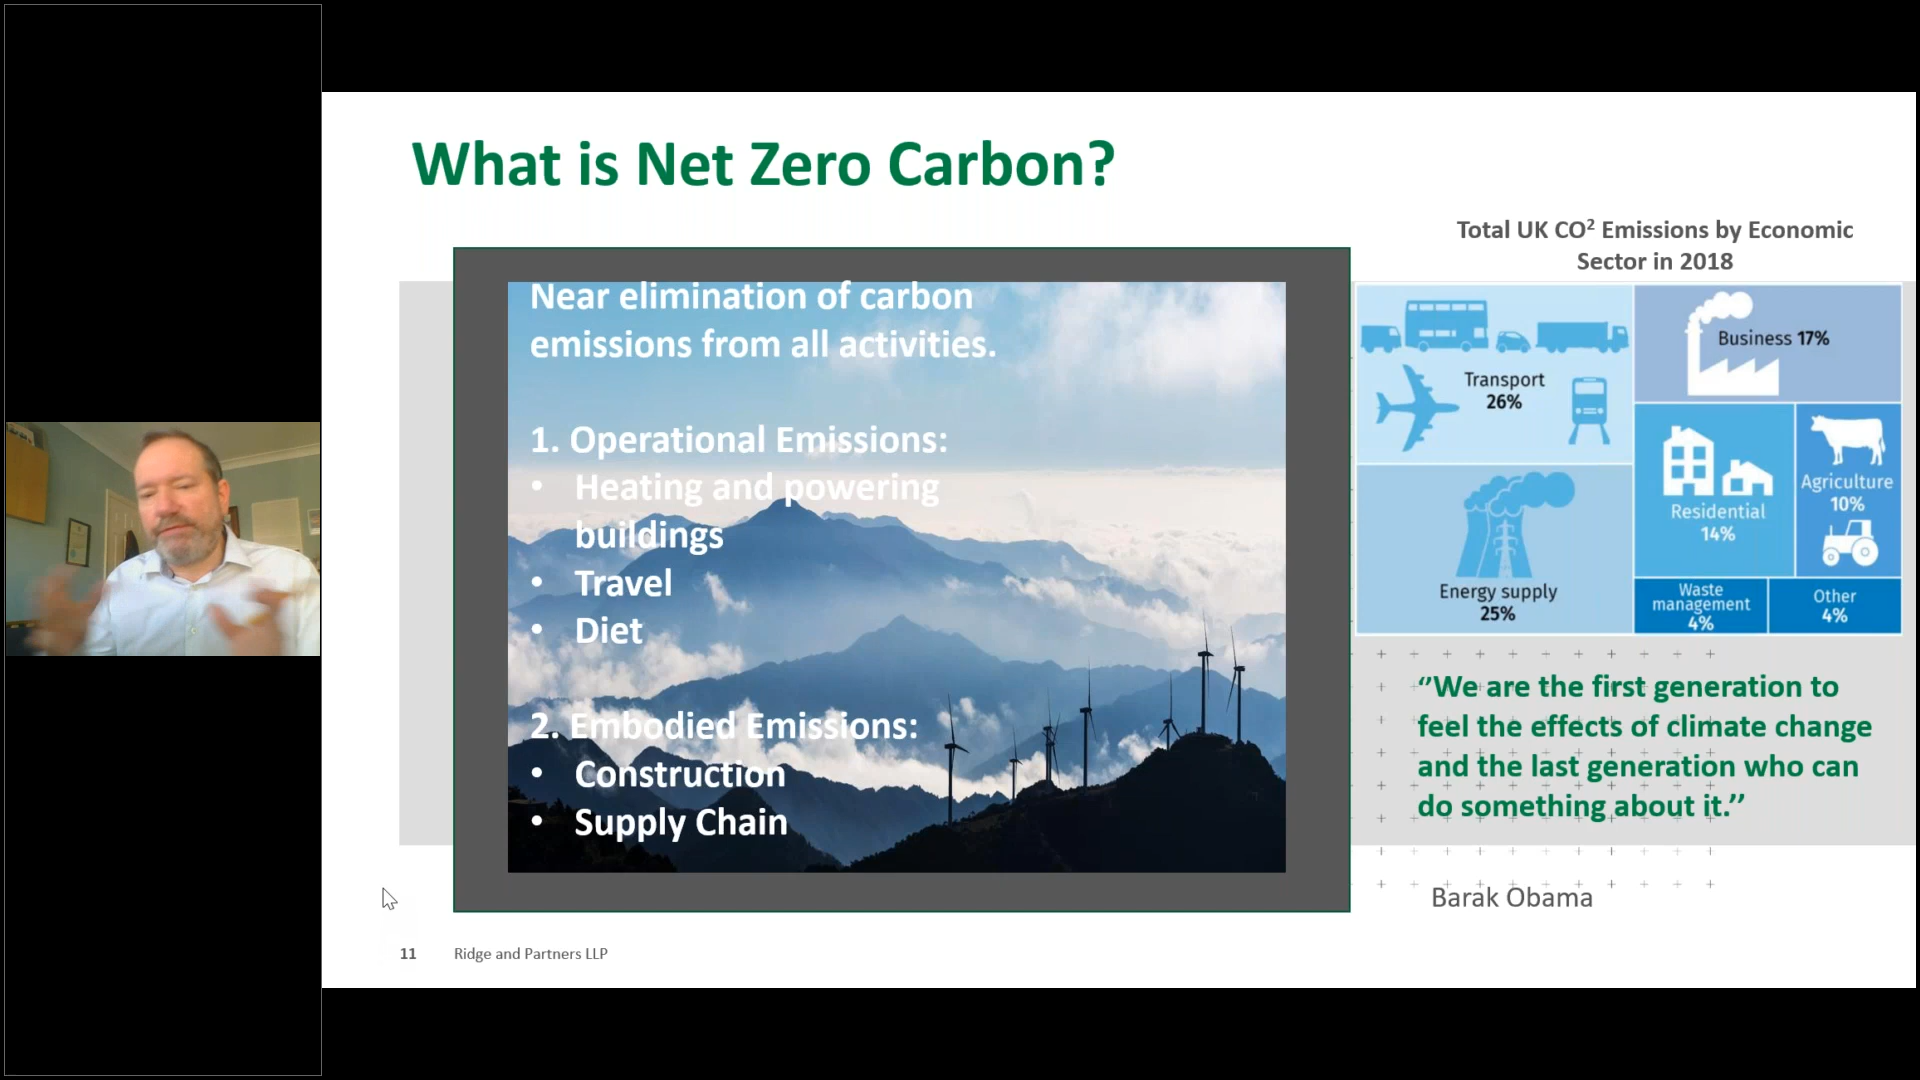 What is Net Zero Carbon?
Near elimination of carbon
emissions from all activities.
1. Operational Emissions:
• Heating and powering
buildings
• Travel
• Diet
2. Embodied Emissions:
• Construction
• Supply Chain
Total UK CO² Emissions by Economic
Sector in 2018
Transport
26%
Business 17%
Residential
14%
Agriculture
10%
Energy supply
25%
Waste
management
4%
Other
4%
‘’We are the first generation to
feel the effects of climate change
and the last generation who can
do something about it.’’
Barak Obama
11 Ridge and Partners LLP